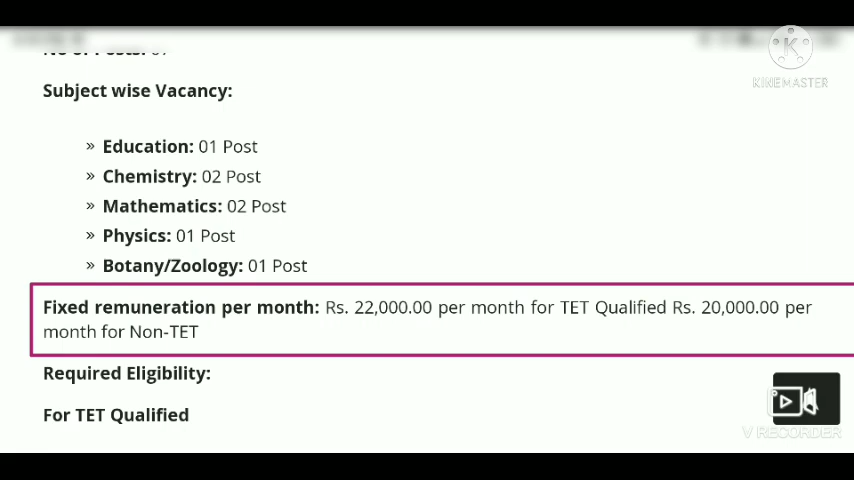 KINEMASTER
Subject wise Vacancy:
» Education: 01 Post
» Chemistry: 02 Post
» Mathematics: 02 Post
» Physics: 01 Post
» Botany/Zoology: 01 Post
Fixed remuneration per month: Rs. 22,000.00 per month for TET Qualified Rs. 20,000.00 per
month for Non-TET
Required Eligibility:
For TET Qualified
V RECORDER